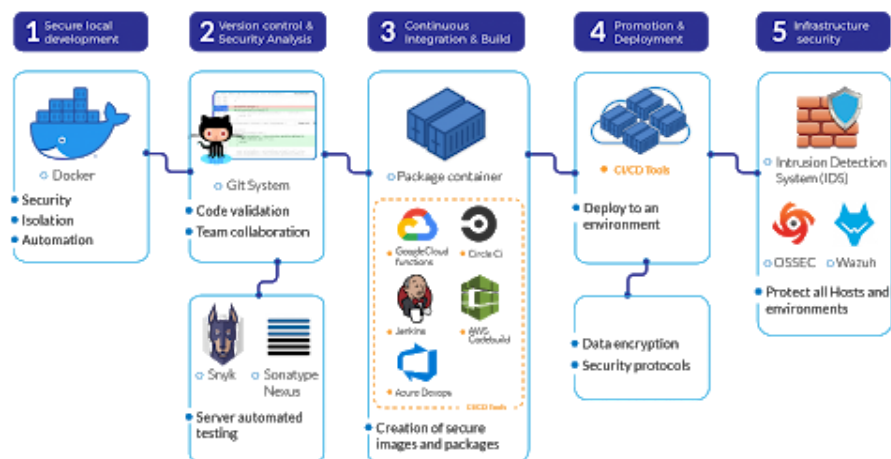 1 Secure local
development
2 Version control &
Security Analysis
3 Continuous
Integration & Build
4 Promotion &
Deployment
5 Infrastructure
security
Docker
Security
Isolation
Automation
Git System
Code validation
Team collaboration
Snyk
Sonatype
Nexus
Server automated
testing
Package container
GoogleCloud
functions
Circle Ci
Jenkins
AWS
Codebuild
Azure Devops
CI/CD Tools
Creation of secure
images and packages
CI/CD Tools
Deploy to an
environment
Data encryption
Security protocols
Intrusion Detection
System (IDS)
OSSEC
Wazuh
Protect all Hosts and
environments